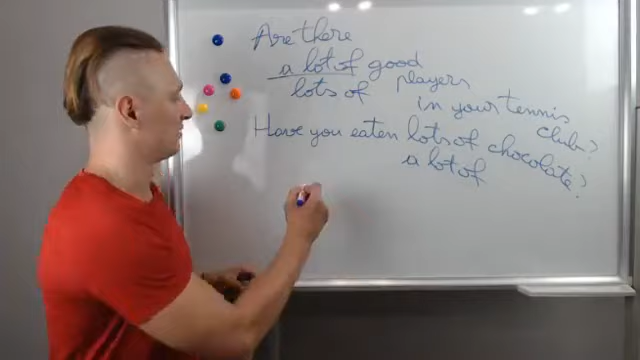 Are there
a lot of good
lots of players
in your tennis
club?
Have you eaten lots of chocolate?
a lot of